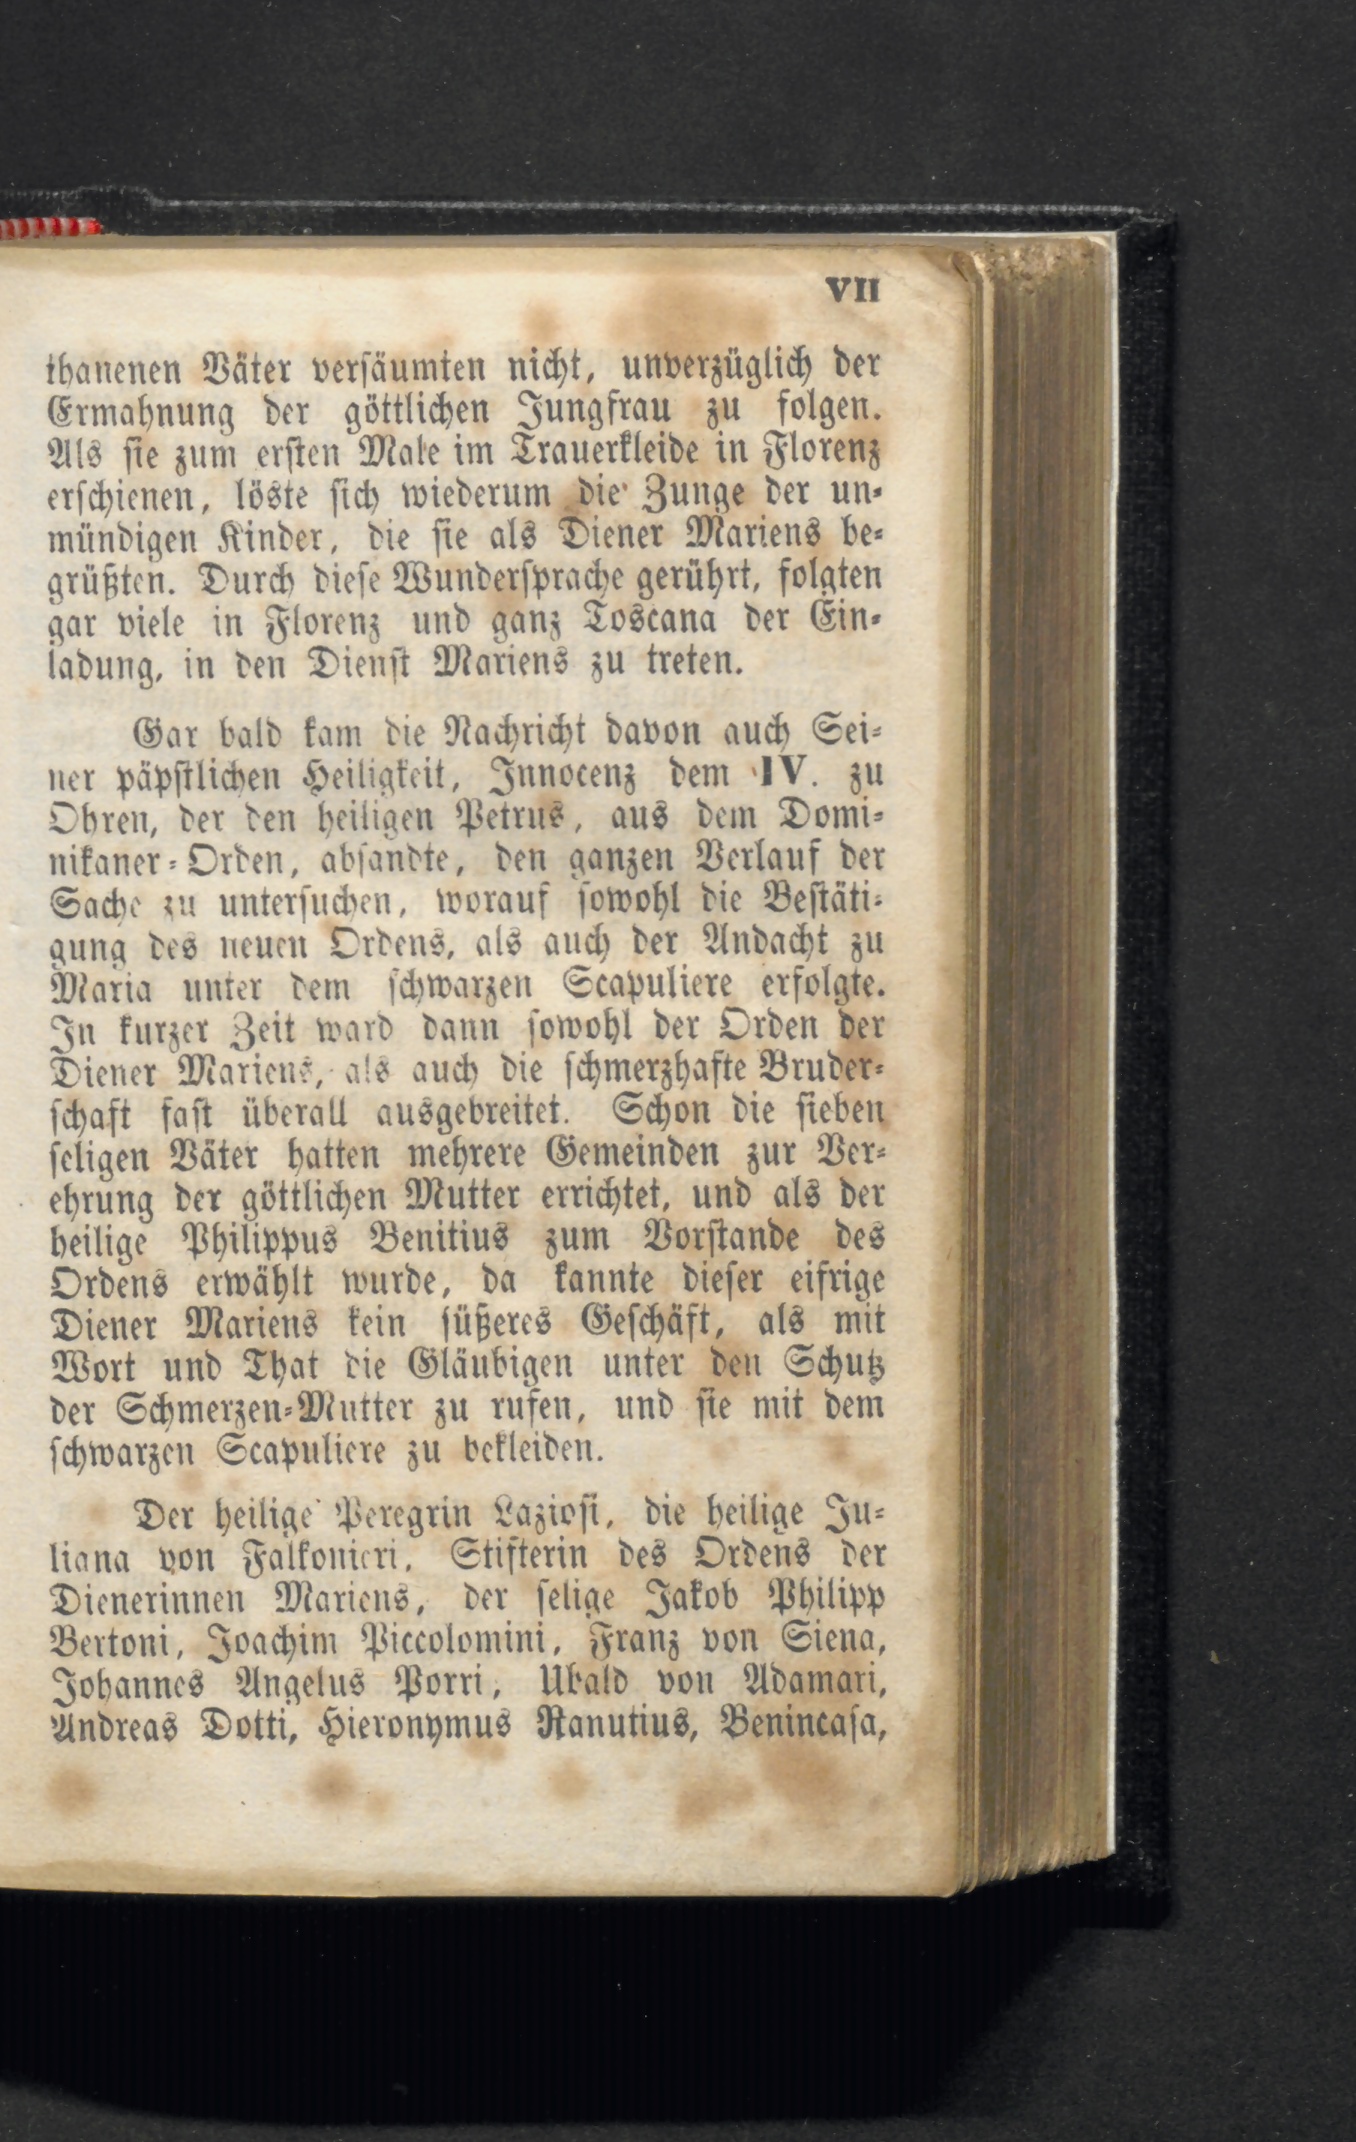 VII
thanenen Väter versäumten nicht, unverzüglich der
Ermahnung der göttlichen Jungfrau zu folgen.
Als sie zum ersten Male im Trauerkleide in Florenz
erschienen, löste sich wiederum die Zunge der un-
mündigen Kinder, die sie als Diener Mariens be-
grüßten. Durch diese Wundersprache gerührt, folgten
gar viele in Florenz und ganz Toscana der Ein-
ladung, in den Dienst Mariens zu treten.
Gar bald kam die Nachricht davon auch Sei-
ner päpstlichen Heiligkeit, Innocenz dem IV. zu
Ohren, der den heiligen Petrus, aus dem Domi-
nikaner-Orden, absandte, den ganzen Verlauf der
Sache zu untersuchen, worauf sowohl die Bestäti-
gung des neuen Ordens, als auch der Andacht zu
Maria unter dem schwarzen Scapuliere erfolgte.
In kurzer Zeit ward dann sowohl der Orden der
Diener Mariens, als auch die schmerzhafte Bruder-
schaft fast überall ausgebreitet. Schon die sieben
seligen Väter hatten mehrere Gemeinden zur Ver-
ehrung der göttlichen Mutter errichtet, und als der
heilige Philippus Benitius zum Vorstande des
Ordens erwählt wurde, da kannte dieser eifrige
Diener Mariens kein süßeres Geschäft, als mit
Wort und That die Gläubigen unter den Schutz
der Schmerzen-Mutter zu rufen, und sie mit dem
schwarzen Scapuliere zu bekleiden.
Der heilige Peregrin Laziosi, die heilige Ju-
liana von Falkonieri, Stifterin des Ordens der
Dienerinnen Mariens, der selige Jakob Philipp
Bertoni, Joachim Piccolomini, Franz von Siena,
Johannes Angelus Porri, Ubald von Adamari,
Andreas Dotti, Hieronymus Ranutius, Benincasa,